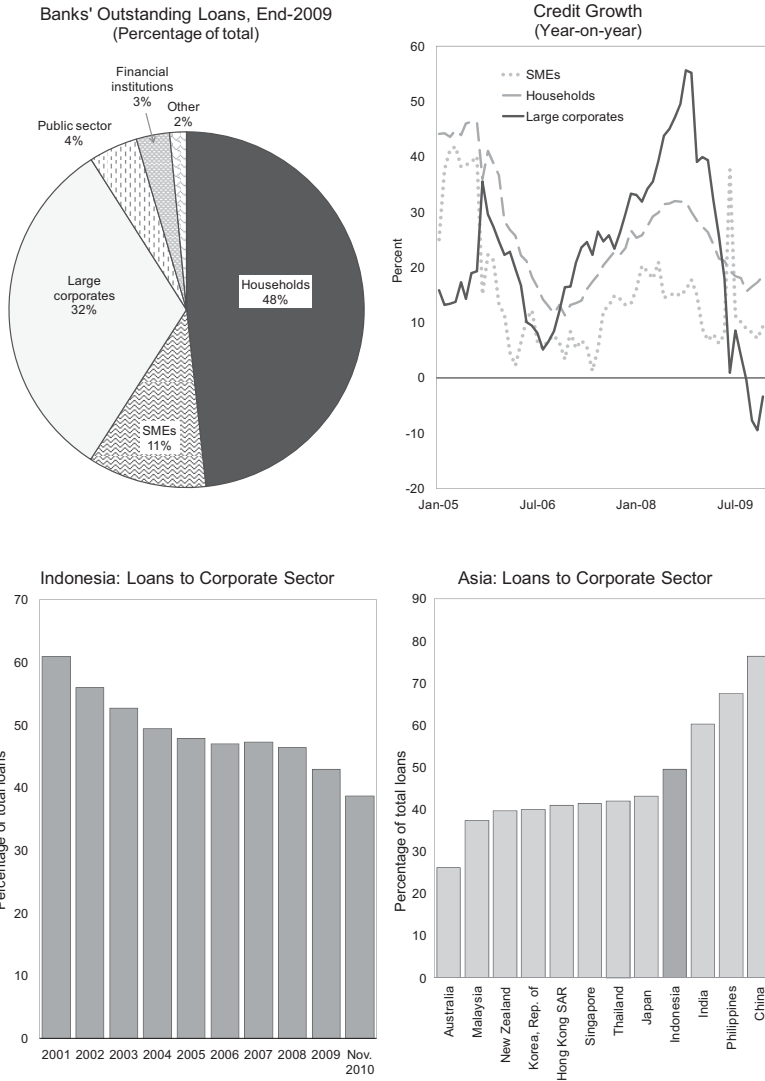 Banks' Outstanding Loans, End-2009
(Percentage of total)
Financial
institutions
3%
Other
2%
Public sector
4%
Large
corporates
32%
Households
48%
SMEs
11%
Credit Growth
(Year-on-year)
60
50
40
30
20
10
0
-10
-20
Percent
SMEs
Households
Large corporates
Jan-05
Jul-06
Jan-08
Jul-09
Indonesia: Loans to Corporate Sector
70
60
50
40
30
20
10
0
Percentage of total loans
2001 2002 2003 2004 2005 2006 2007 2008 2009 Nov.
2010
Asia: Loans to Corporate Sector
90
80
70
60
50
40
30
20
10
0
Percentage of total loans
Australia
Malaysia
New Zealand
Korea, Rep. of
Hong Kong SAR
Singapore
Thailand
Japan
Indonesia
India
Philippines
China